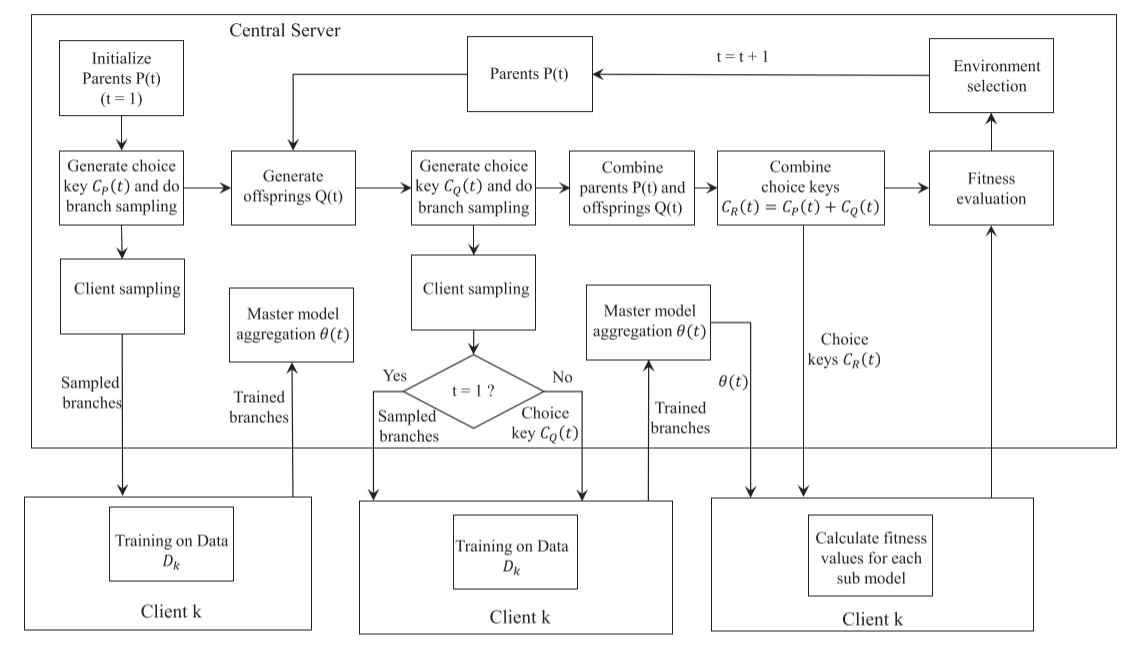 Central Server
Initialize
Parents P(t)
(t = 1)
Parents P(t)
t = t + 1
Environment
selection
Generate choice
key C_P(t) and do
branch sampling
Generate
offsprings Q(t)
Generate choice
key C_Q(t) and do
branch sampling
Combine
parents P(t) and
offsprings Q(t)
Combine
choice keys
C_R(t) = C_P(t) + C_Q(t)
Fitness
evaluation
Client sampling
Master model
aggregation θ(t)
Client sampling
Master model
aggregation θ(t)
Choice
keys C_R(t)
Sampled
branches
Trained
branches
Yes
t = 1 ?
No
Sampled
branches
Choice
key C_Q(t)
Trained
branches
θ(t)
Training on Data
D_k
Client k
Training on Data
D_k
Client k
Calculate fitness
values for each
sub model
Client k